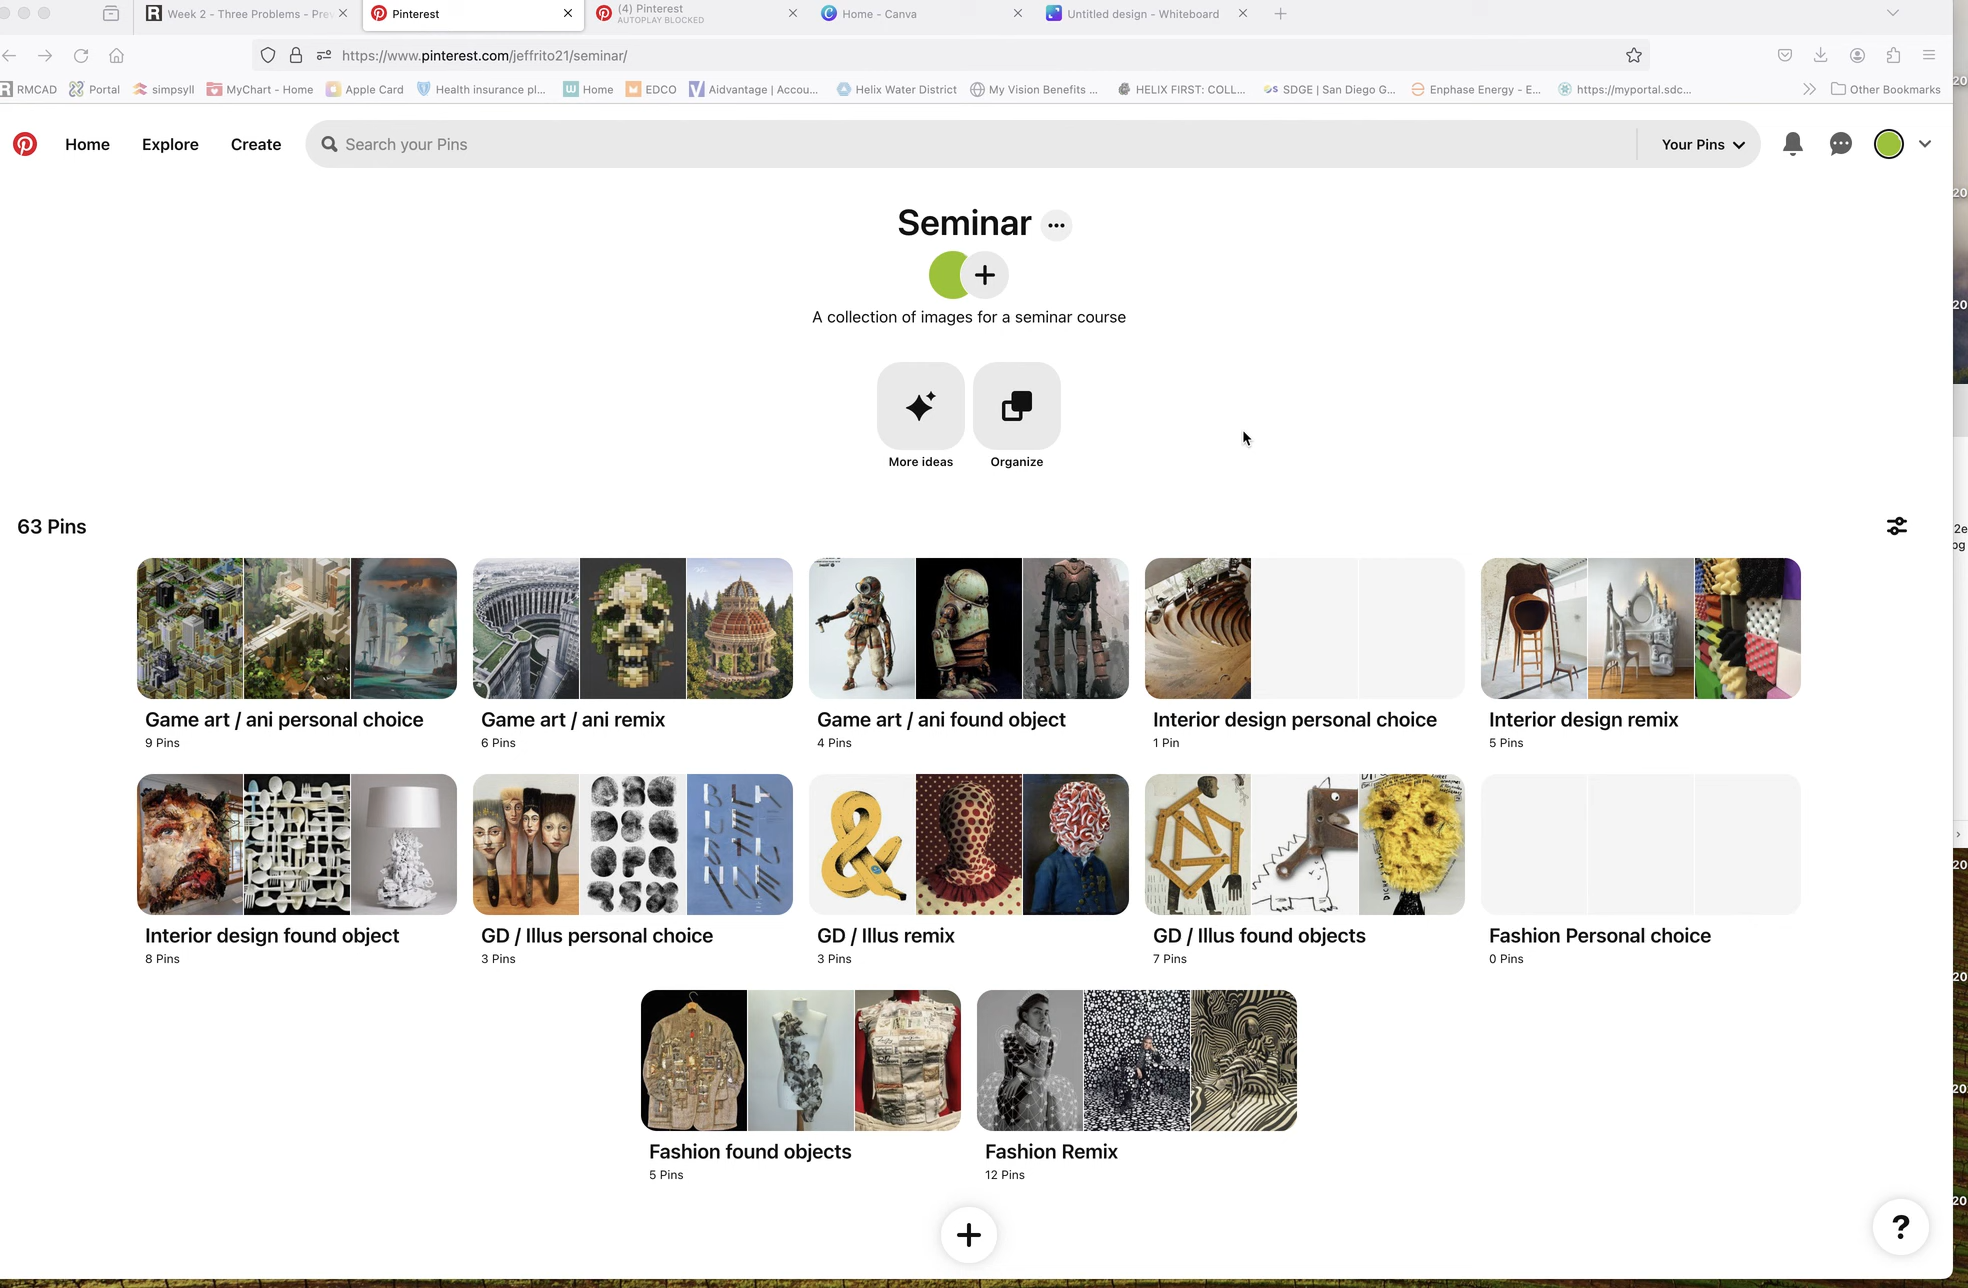 Week 2 - Three Problems - Prev
Pinterest
(4) Pinterest
AUTOPLAY BLOCKED
Home - Canva
Untitled design - Whiteboard
https://www.pinterest.com/jeffrito21/seminar/
RMCAD
Portal
simpsyll
MyChart - Home
Apple Card
Health insurance pl...
Home
EDCO
Aidvantage | Accou...
Helix Water District
My Vision Benefits ...
HELIX FIRST: COLL...
SDGE | San Diego G...
Enphase Energy - E...
https://myportal.sdc...
Other Bookmarks
Home
Explore
Create
Search your Pins
Your Pins
Seminar
A collection of images for a seminar course
More ideas
Organize
63 Pins
Game art / ani personal choice
9 Pins
Game art / ani remix
6 Pins
Game art / ani found object
4 Pins
Interior design personal choice
1 Pin
Interior design remix
5 Pins
Interior design found object
8 Pins
GD / Illus personal choice
3 Pins
GD / Illus remix
3 Pins
GD / Illus found objects
7 Pins
Fashion Personal choice
0 Pins
Fashion found objects
5 Pins
Fashion Remix
12 Pins